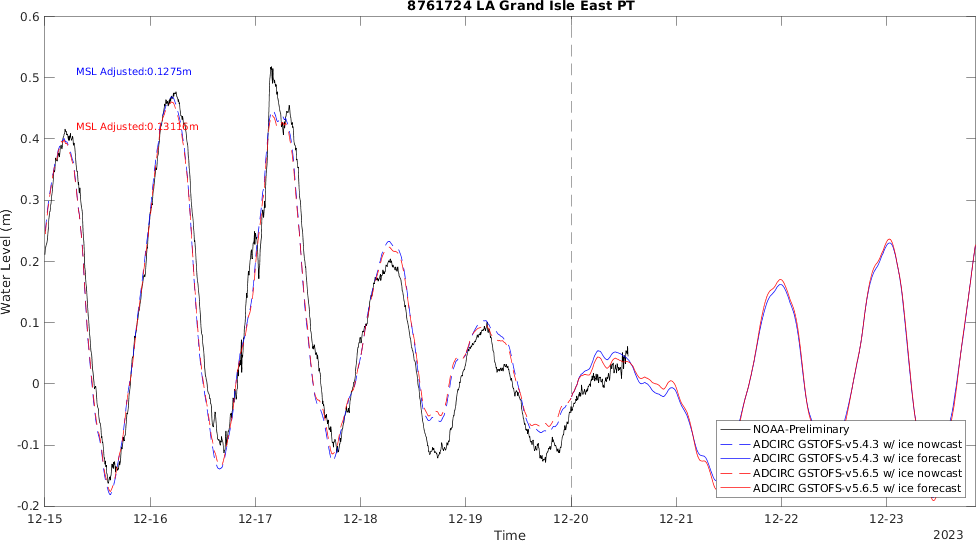 8761724 LA Grand Isle East PT
0.6
0.5
0.4
0.3
0.2
0.1
0
-0.1
-0.2
Water Level (m)
MSL Adjusted:0.1275m
MSL Adjusted:0.23116m
NOAA-Preliminary
ADCIRC GSTOFS-v5.4.3 w/ ice nowcast
ADCIRC GSTOFS-v5.4.3 w/ ice forecast
ADCIRC GSTOFS-v5.6.5 w/ ice nowcast
ADCIRC GSTOFS-v5.6.5 w/ ice forecast
12-15 12-16 12-17 12-18 12-19 12-20 12-21 12-22 12-23
Time
2023